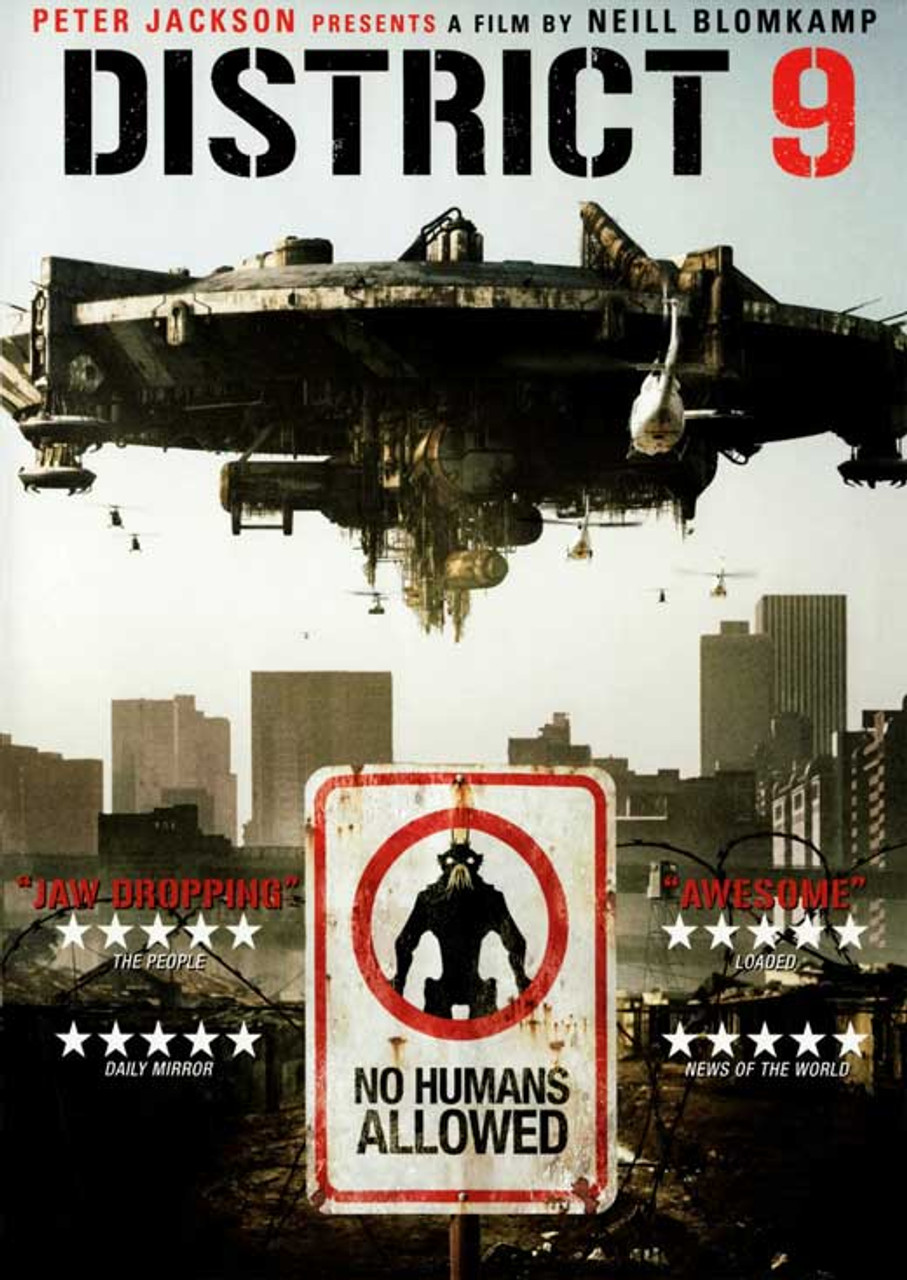 PETER JACKSON PRESENTS A FILM BY NEILL BLOMKAMP
DISTRICT 9
"JAW DROPPING"
THE PEOPLE
"AWESOME"
LOADED
DAILY MIRROR
NEWS OF THE WORLD
NO HUMANS
ALLOWED